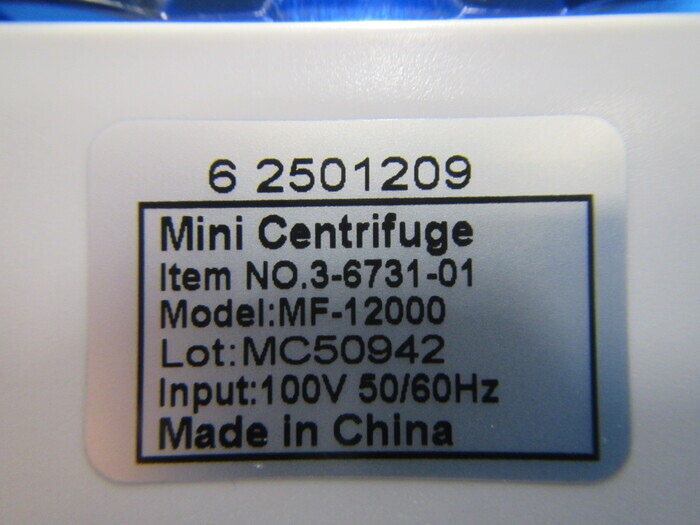 6 2501209
Mini Centrifuge
Item NO.3-6731-01
Model:MF-12000
Lot:MC50942
Input:100V 50/60Hz
Made in China